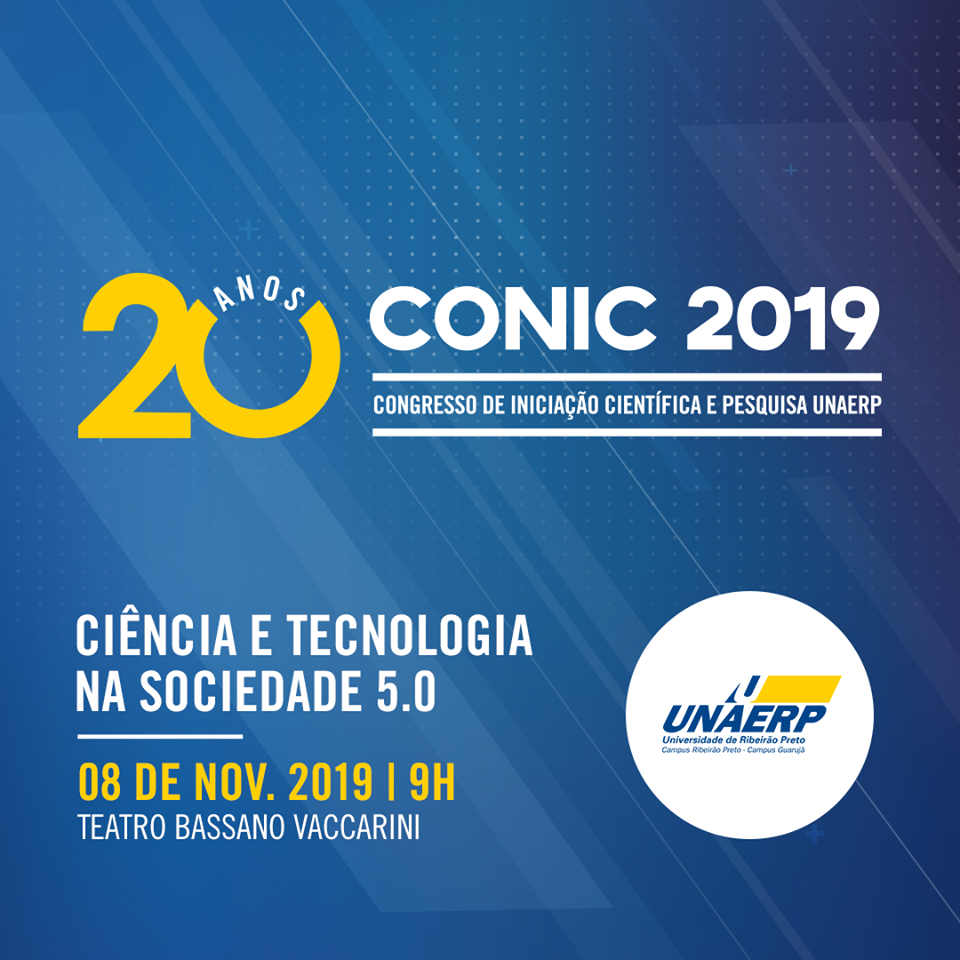 20 ANOS
CONIC 2019
CONGRESSO DE INICIAÇÃO CIENTÍFICA E PESQUISA UNAERP
CIÊNCIA E TECNOLOGIA
NA SOCIEDADE 5.0
08 DE NOV. 2019 | 9H
TEATRO BASSANO VACCARINI
UNAERP
Universidade de Ribeirão Preto
Campus Ribeirão Preto - Campus Guarujá